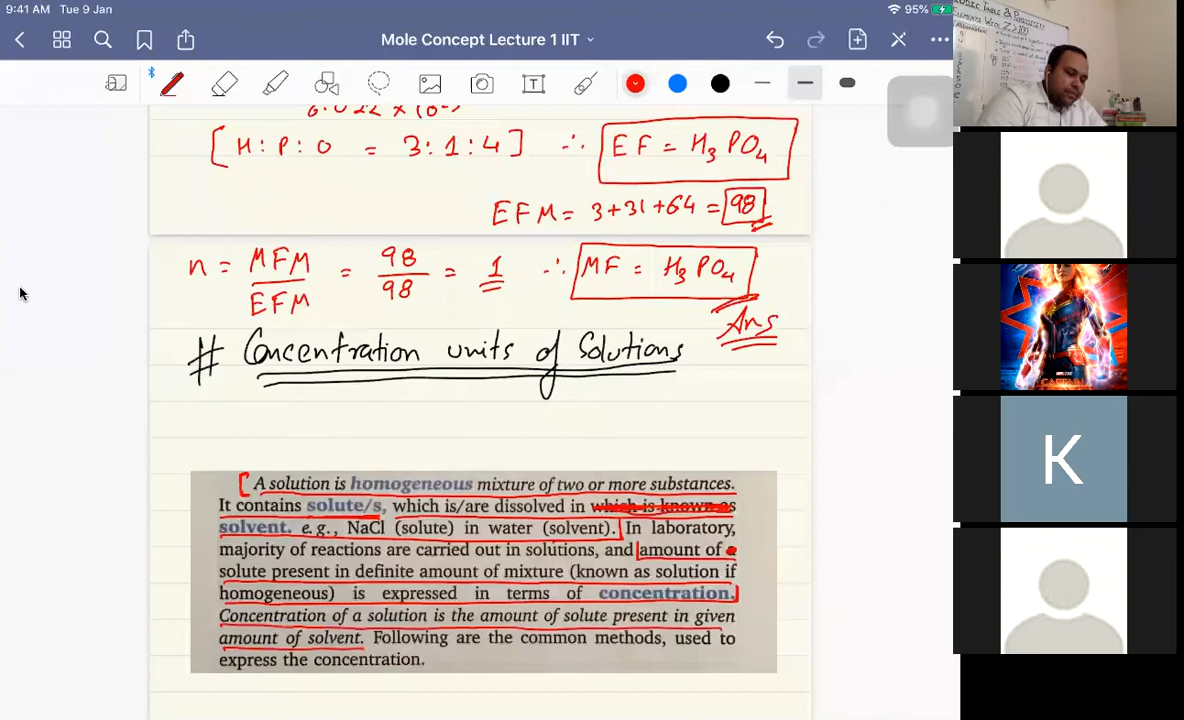 9:41 AM Tue 9 Jan
95%
Mole Concept Lecture 1 IIT
T
[H : P : O = 3 : 1 : 4] ∴ EF = H₃PO₄
EFM = 3+31+64 = 98
n = MFM / EFM = 98 / 98 = 1 ∴ MF = H₃PO₄
Ans
# Concentration units of Solutions
A solution is homogeneous mixture of two or more substances.
It contains solute/s, which is/are dissolved in which is known as
solvent. e.g., NaCl (solute) in water (solvent). In laboratory,
majority of reactions are carried out in solutions, and amount of
solute present in definite amount of mixture (known as solution if
homogeneous) is expressed in terms of concentration.
Concentration of a solution is the amount of solute present in given
amount of solvent. Following are the common methods, used to
express the concentration.
K